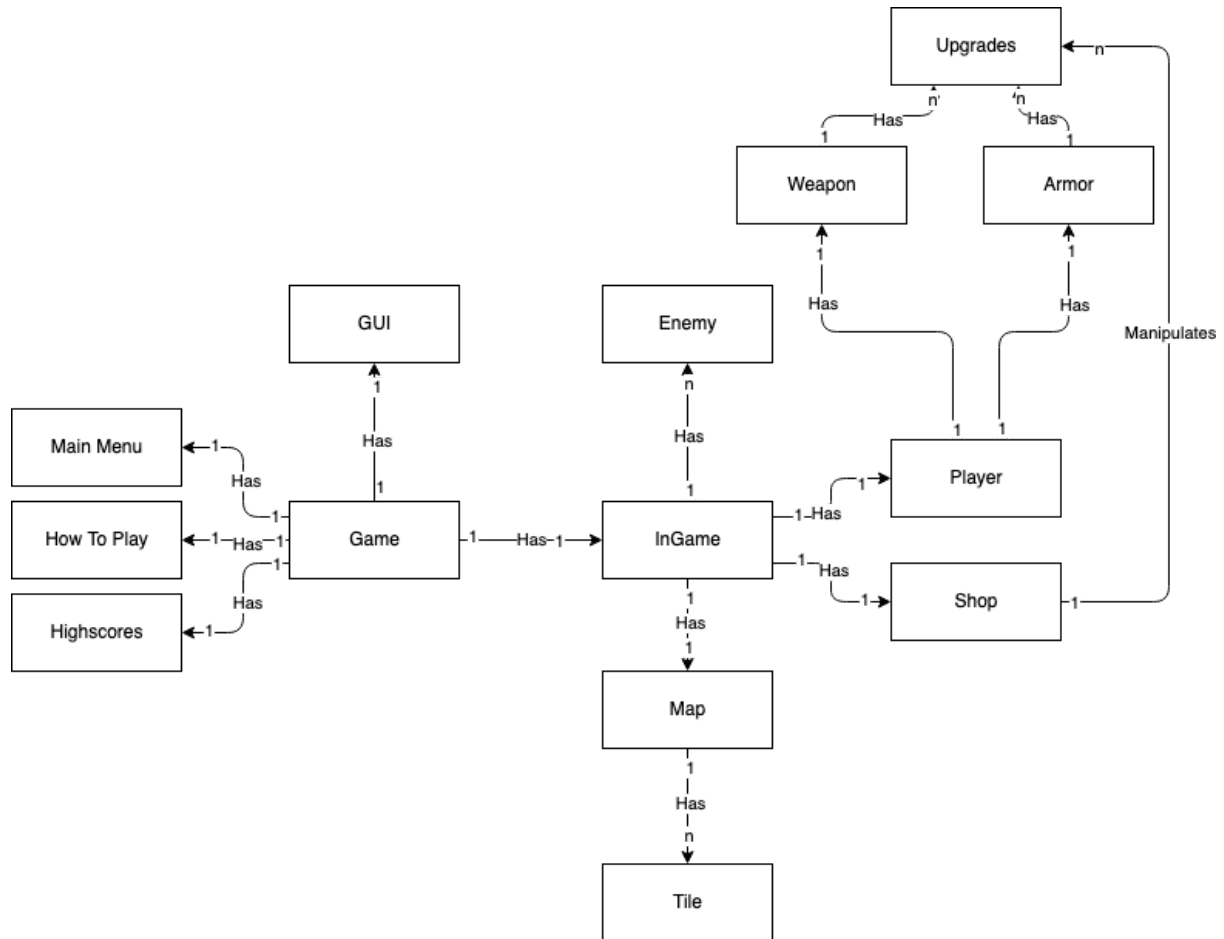 Upgrades
n
n
n
Has
Has
1
1
Weapon
Armor
1
1
Has
Has
Manipulates
GUI
Enemy
1
n
Has
Has
1
1
Main Menu
1
Has
1
How To Play
1
Has
1
Highscores
1
Has
1
Game
1
Has
1
InGame
1
1
Player
1
Has
1
1
Has
1
Shop
1
1
Has
1
Map
1
Has
n
Tile